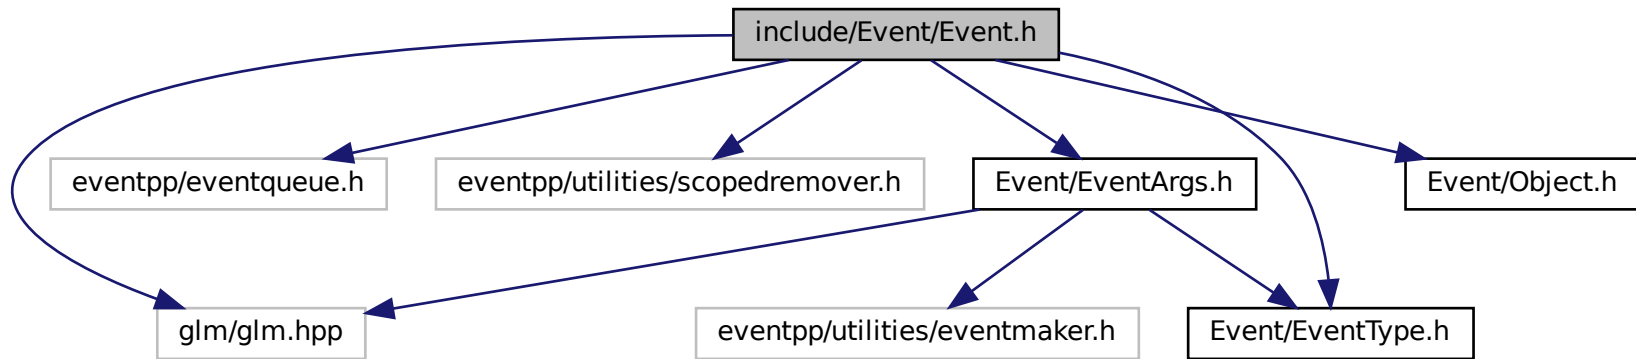 include/Event/Event.h
eventpp/eventqueue.h
eventpp/utilities/scopedremover.h
Event/EventArgs.h
Event/Object.h
glm/glm.hpp
eventpp/utilities/eventmaker.h
Event/EventType.h